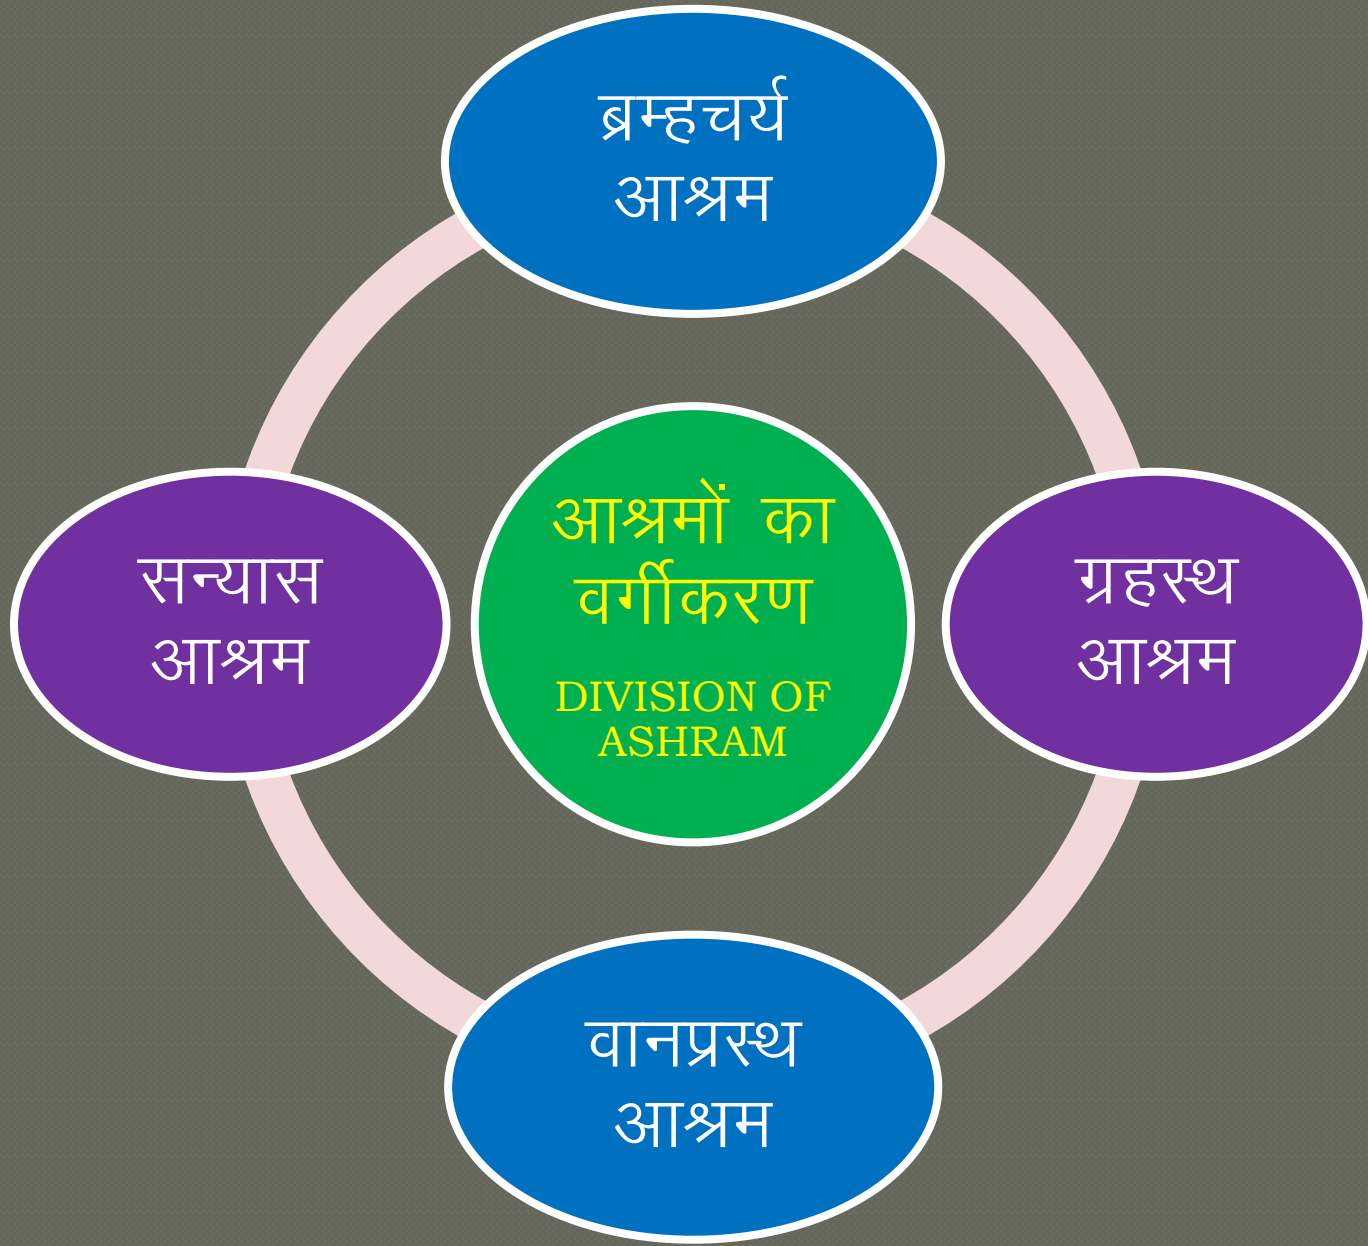 ब्रम्हचर्य
आश्रम
आश्रमों का
वर्गीकरण
DIVISION OF
ASHRAM
ग्रहस्थ
आश्रम
वानप्रस्थ
आश्रम
सन्यास
आश्रम